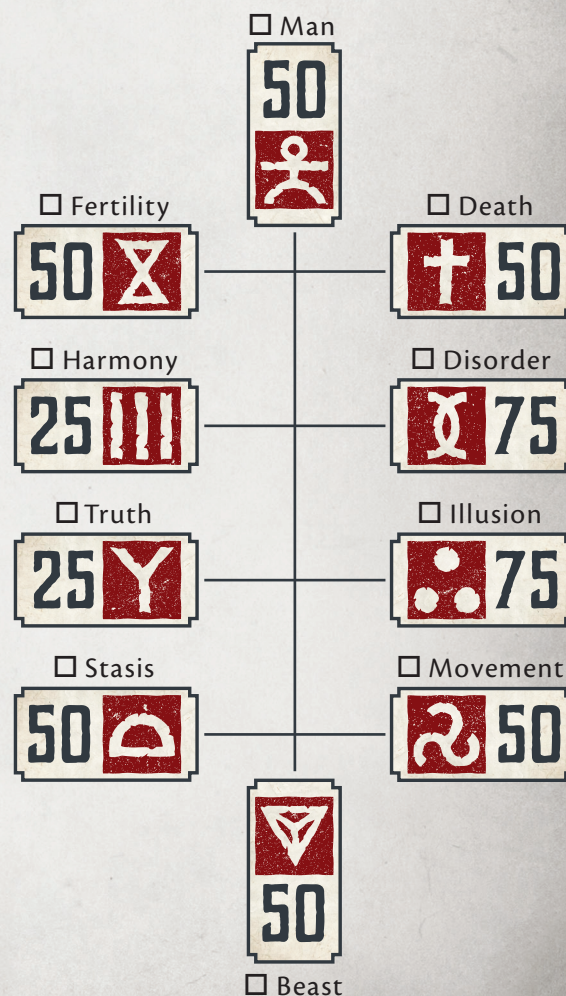 ☐ Man
50
☐ Fertility
50
☐ Death
50
☐ Harmony
25
☐ Disorder
75
☐ Truth
25
☐ Illusion
75
☐ Stasis
50
☐ Movement
50
50
☐ Beast